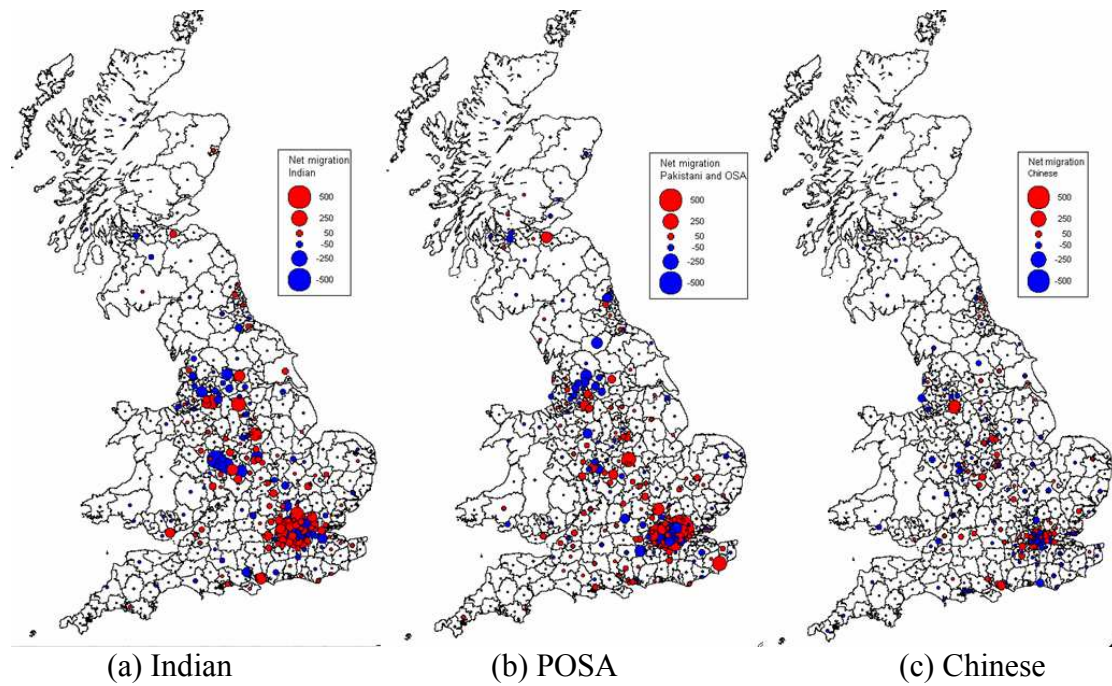 Net migration
Indian
500
250
50
-50
-250
-500
Net migration
Pakistani and OSA
500
250
50
-50
-250
-500
Net migration
Chinese
500
250
50
-50
-250
-500
(a) Indian
(b) POSA
(c) Chinese